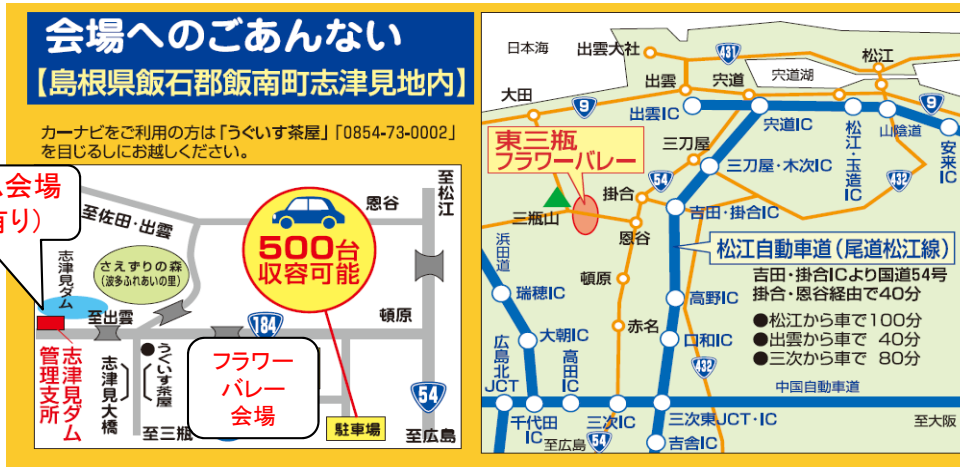 会場へのごあんない
【島根県飯石郡飯南町志津見地内】
カーナビをご利用の方は「うぐいす茶屋」「0854-73-0002」
を目じるしにお越しください。
会場
有り)
至佐田・出雲
恩谷
至松江
500台
収容可能
志津見ダム
さえずりの森
(波多ふれあいの里)
至出雲
184
頓原
志津見ダム
管理支所
志津見大橋
うぐいす茶屋
フラワー
バレー
会場
54
至三瓶
駐車場
至広島
日本海
出雲大社
431
松江
出雲
宍道
宍道湖
大田
9
9
出雲IC
宍道IC
松江・玉造IC
山陰道
安来IC
東三瓶
フラワーバレー
三刀屋
三刀屋・木次IC
54
432
掛合
吉田・掛合IC
三瓶山
恩谷
浜田道
松江自動車道(尾道松江線)
吉田・掛合ICより国道54号
掛合・恩谷経由で40分
頓原
瑞穂IC
高野IC
●松江から車で100分
●出雲から車で 40分
●三次から車で 80分
赤名
大朝IC
口和IC
広島北JCT
高田IC
432
中国自動車道
千代田IC
三次IC
三次東JCT・IC
至大阪
至広島
54
吉舎IC